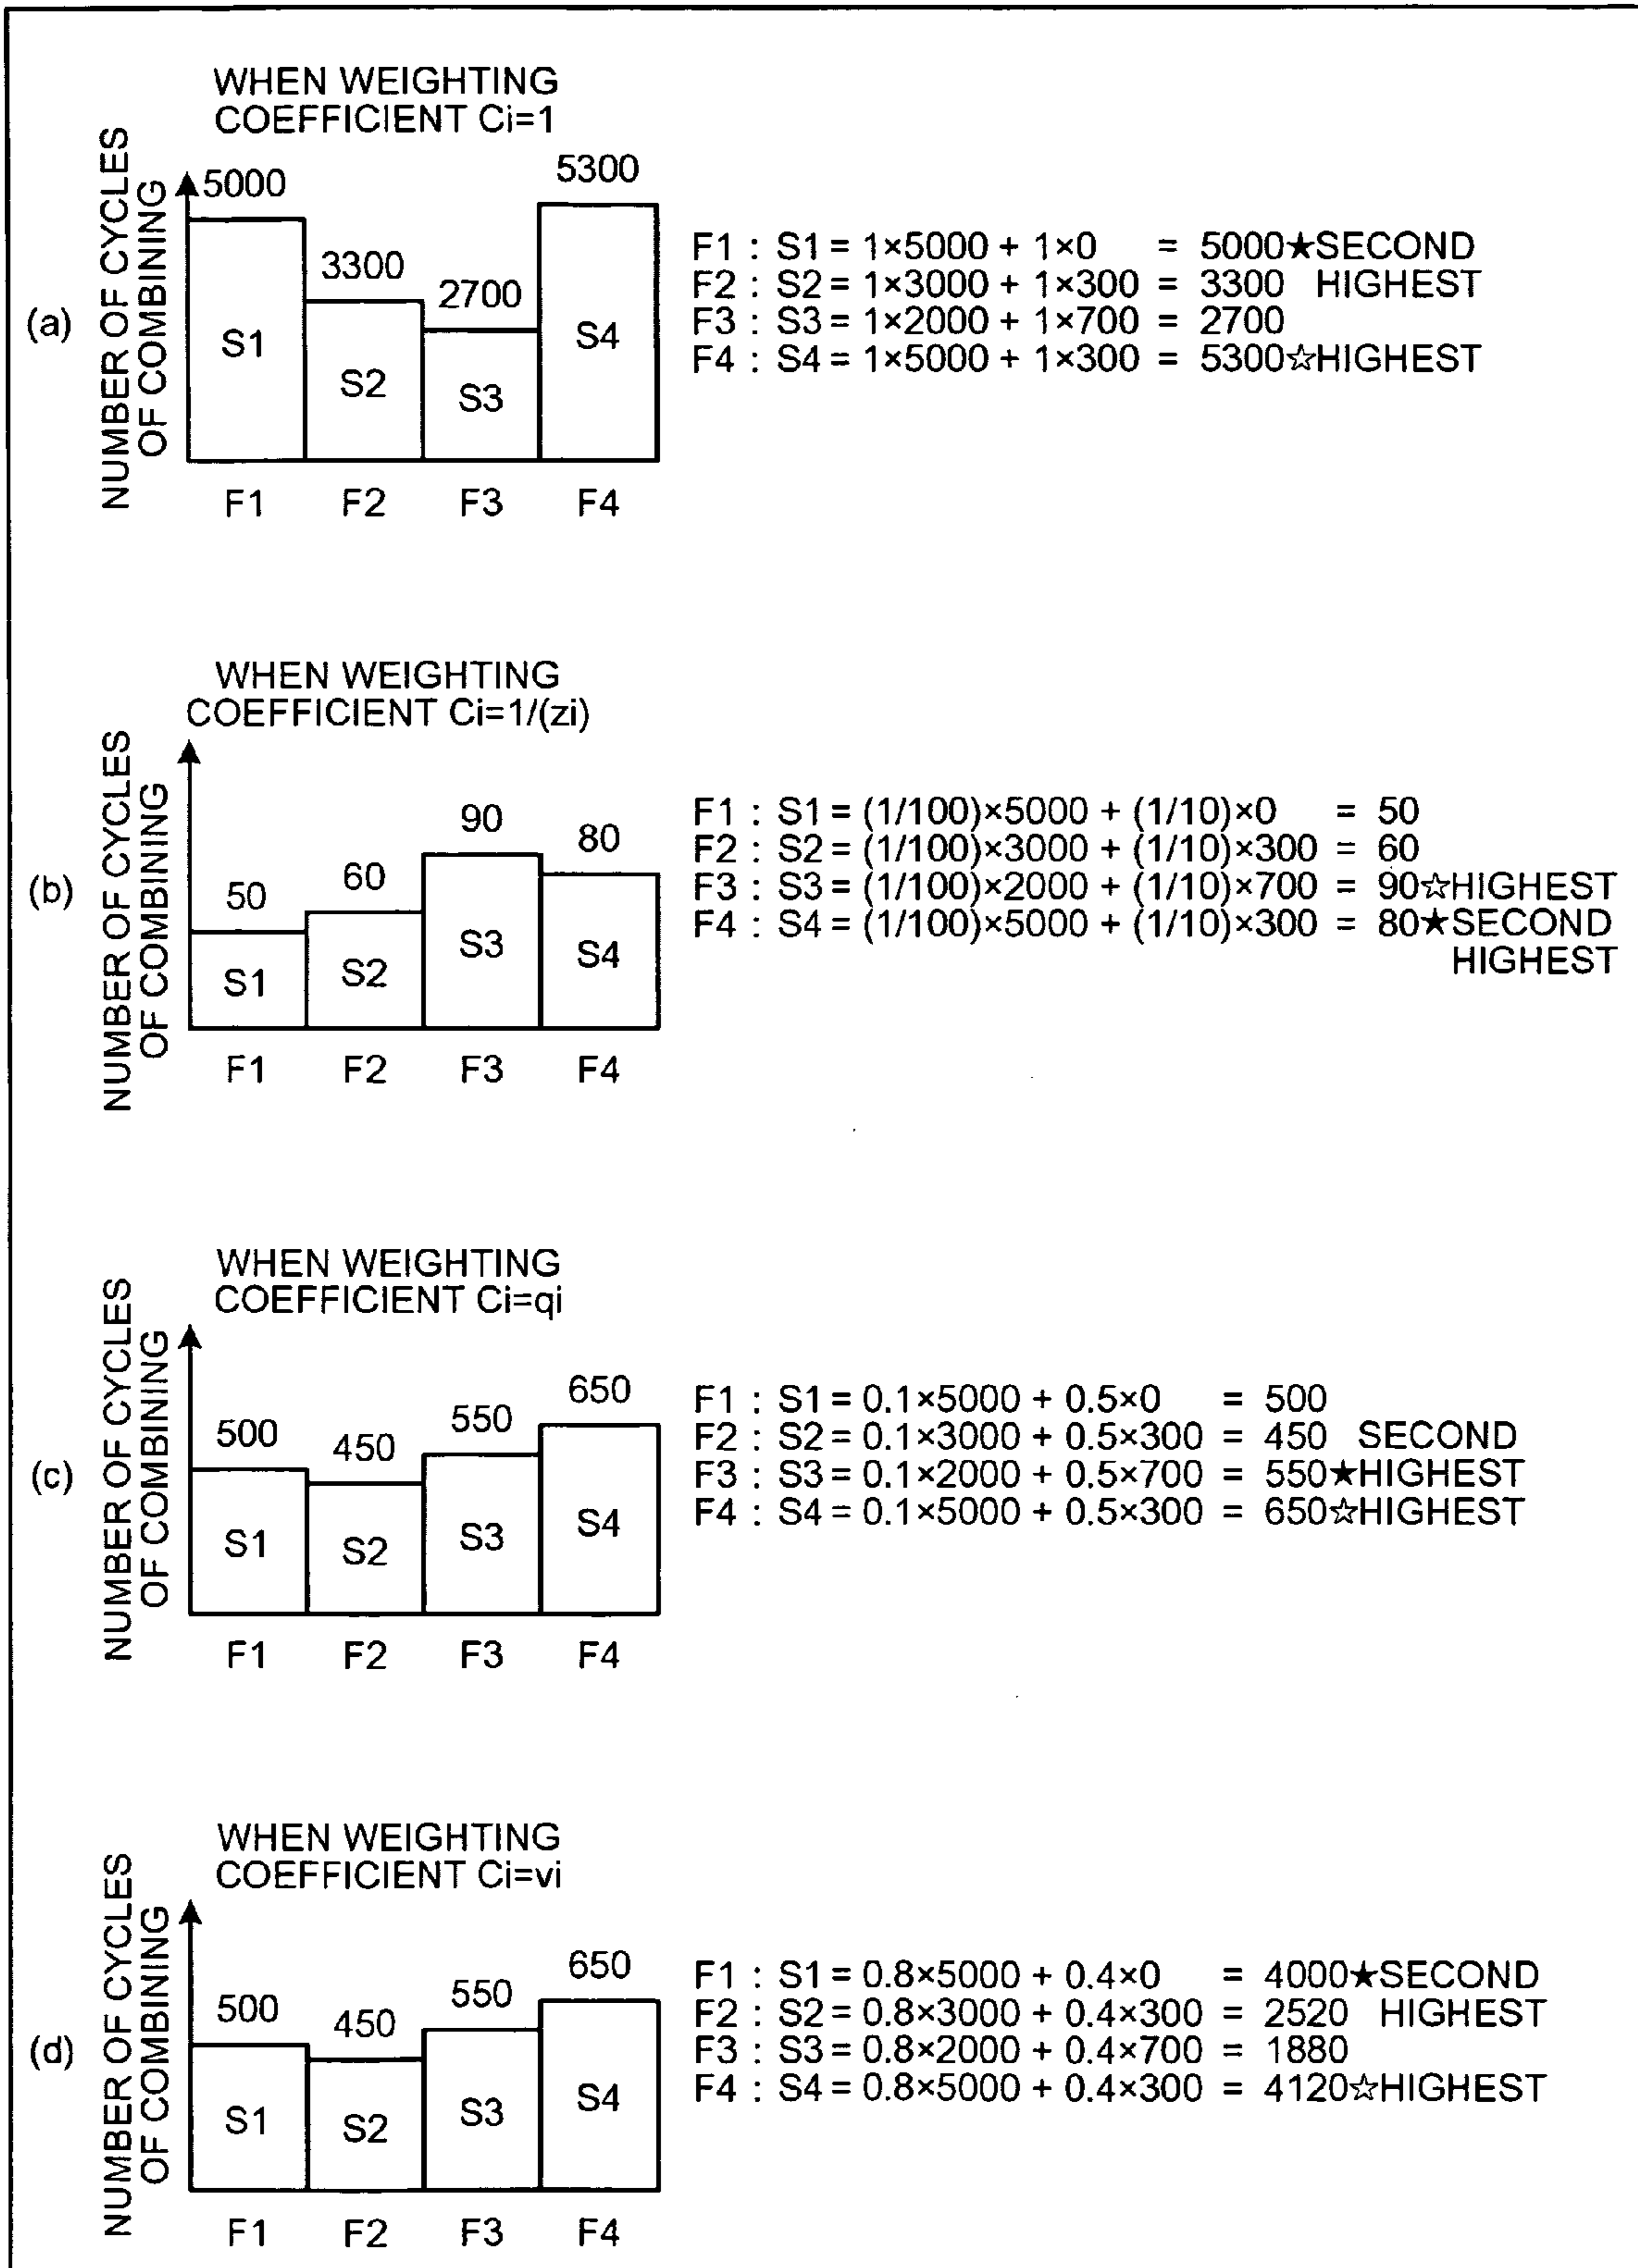 WHEN WEIGHTING
COEFFICIENT Ci=1
(a)
NUMBER OF CYCLES
OF COMBINING
5000
3300
2700
5300
S1
S2
S3
S4
F1
F2
F3
F4
F1 : S1 = 1×5000 + 1×0 = 5000★SECOND
F2 : S2 = 1×3000 + 1×300 = 3300 HIGHEST
F3 : S3 = 1×2000 + 1×700 = 2700
F4 : S4 = 1×5000 + 1×300 = 5300☆HIGHEST
WHEN WEIGHTING
COEFFICIENT Ci=1/(zi)
(b)
NUMBER OF CYCLES
OF COMBINING
50
60
90
80
S1
S2
S3
S4
F1
F2
F3
F4
F1 : S1 = (1/100)×5000 + (1/10)×0 = 50
F2 : S2 = (1/100)×3000 + (1/10)×300 = 60
F3 : S3 = (1/100)×2000 + (1/10)×700 = 90☆HIGHEST
F4 : S4 = (1/100)×5000 + (1/10)×300 = 80★SECOND
HIGHEST
WHEN WEIGHTING
COEFFICIENT Ci=qi
(c)
NUMBER OF CYCLES
OF COMBINING
500
450
550
650
S1
S2
S3
S4
F1
F2
F3
F4
F1 : S1 = 0.1×5000 + 0.5×0 = 500
F2 : S2 = 0.1×3000 + 0.5×300 = 450 SECOND
F3 : S3 = 0.1×2000 + 0.5×700 = 550★HIGHEST
F4 : S4 = 0.1×5000 + 0.5×300 = 650☆HIGHEST
WHEN WEIGHTING
COEFFICIENT Ci=vi
(d)
NUMBER OF CYCLES
OF COMBINING
500
450
550
650
S1
S2
S3
S4
F1
F2
F3
F4
F1 : S1 = 0.8×5000 + 0.4×0 = 4000★SECOND
F2 : S2 = 0.8×3000 + 0.4×300 = 2520 HIGHEST
F3 : S3 = 0.8×2000 + 0.4×700 = 1880
F4 : S4 = 0.8×5000 + 0.4×300 = 4120☆HIGHEST